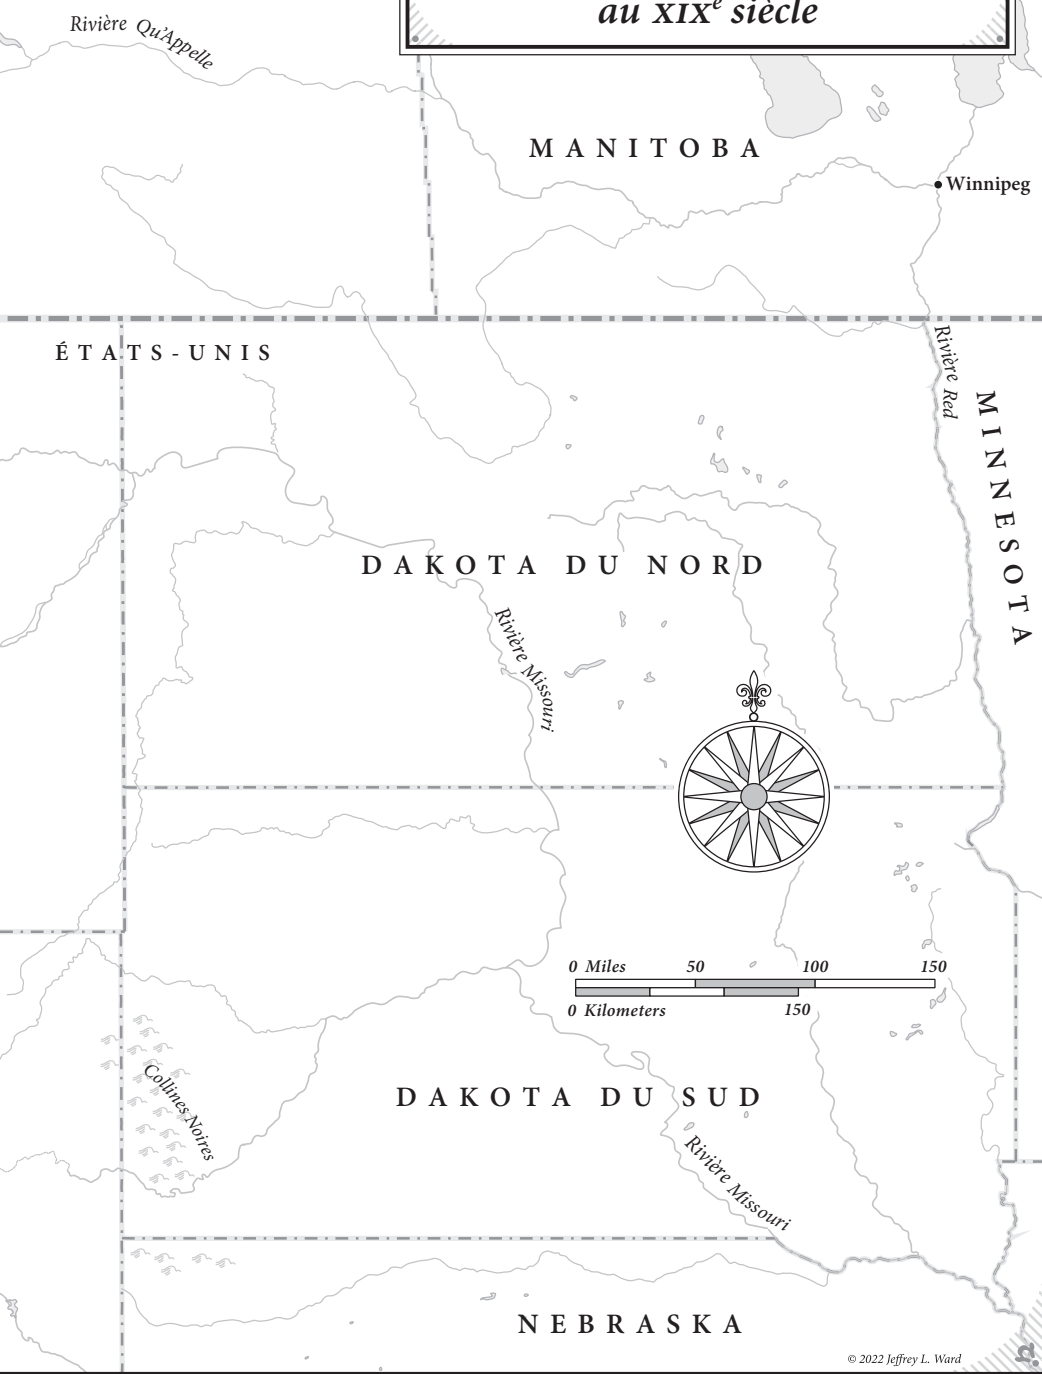 au XIXe siècle
Rivière Qu'Appelle
MANITOBA
Winnipeg
ÉTATS-UNIS
Rivière Red
MINNESOTA
DAKOTA DU NORD
Rivière Missouri
0 Miles 50 100 150
0 Kilometers 150
Collines Noires
DAKOTA DU SUD
Rivière Missouri
NEBRASKA
© 2022 Jeffrey L. Ward